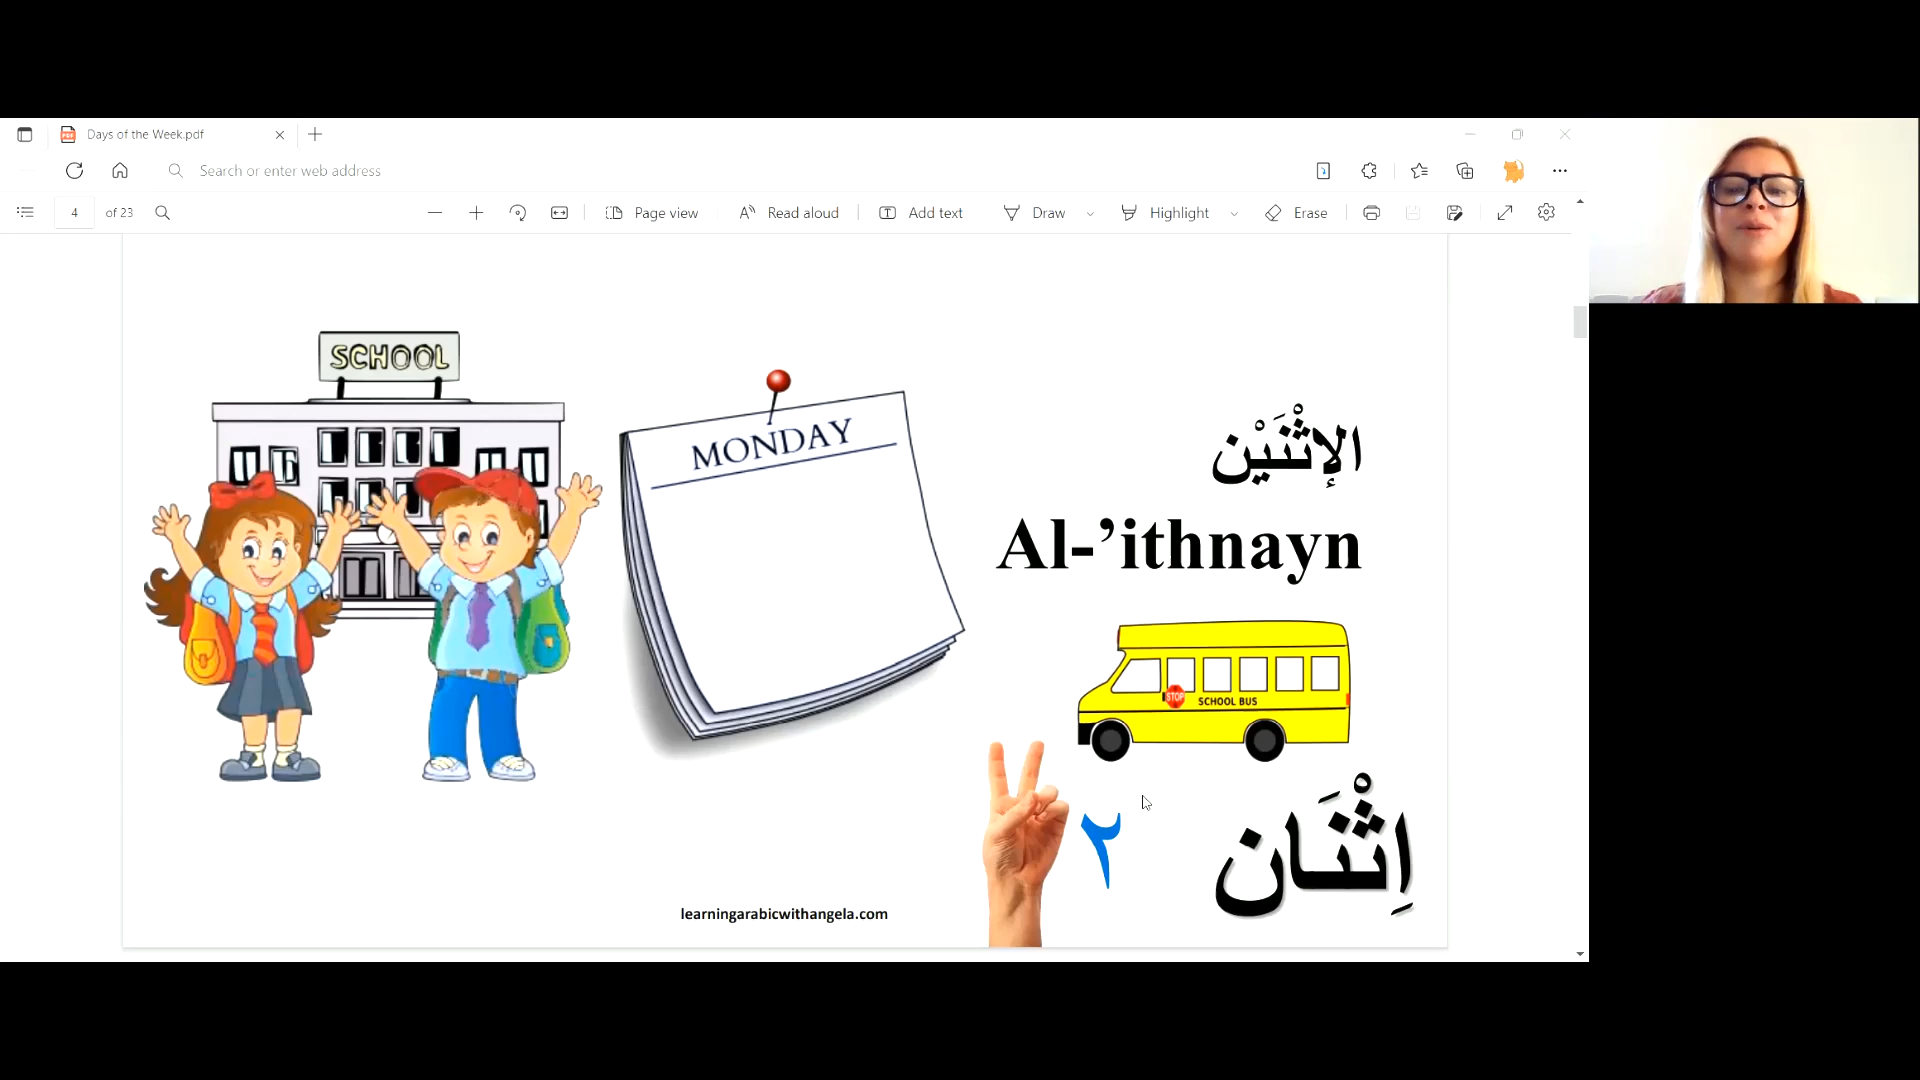 Days of the Week.pdf
Search or enter web address
4 of 23
Page view
Read aloud
Add text
Draw
Highlight
Erase
SCHOOL
MONDAY
الإثْنَيْن
Al-’ithnayn
STOP
SCHOOL BUS
٢
اِثْنَان
learningarabicwithangela.com